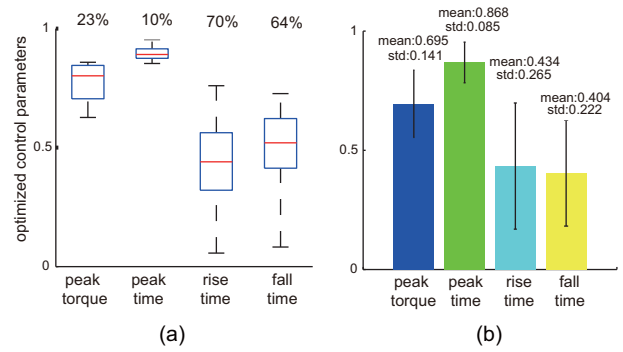 23% 10% 70% 64%
1
0.5
0
optimized control parameters
peak torque
peak time
rise time
fall time
(a)
mean:0.695
std:0.141
mean:0.868
std:0.085
mean:0.434
std:0.265
mean:0.404
std:0.222
1
0.5
0
peak torque
peak time
rise time
fall time
(b)